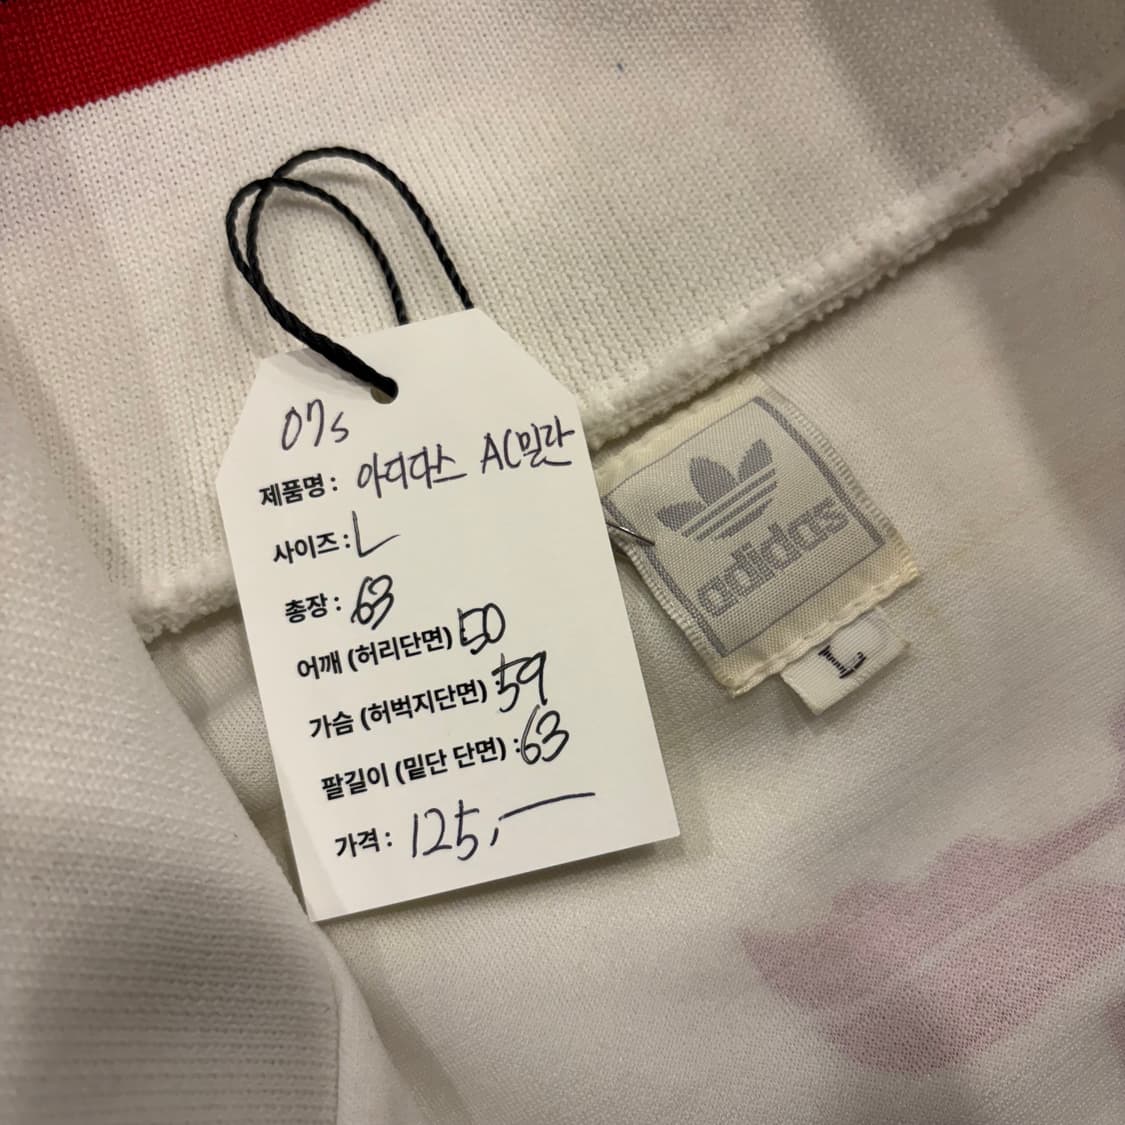 07s
제품명: 아디다스 AC밀란
사이즈: L
총장: 63
어깨 (허리단면) 50
가슴 (허벅지단면) 59
팔길이 (밑단 단면) : 63
가격: 125,—
adidas
L